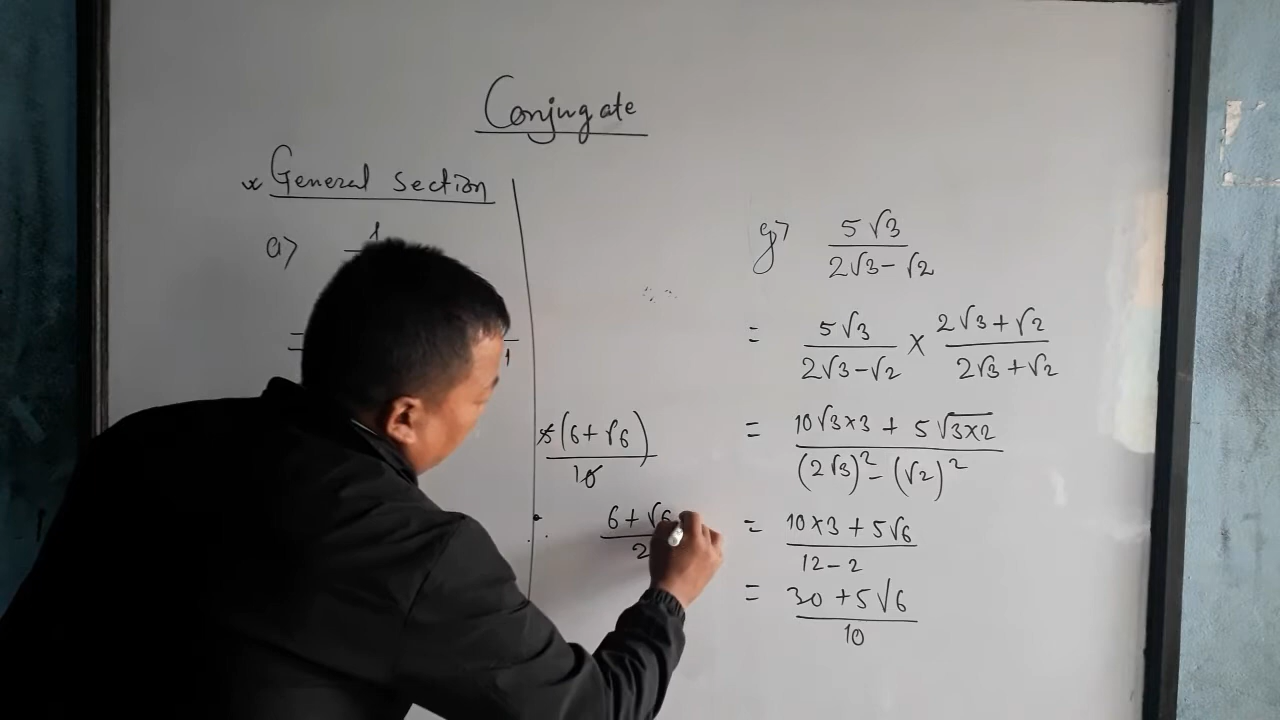 Conjugate
* General section
a>
g> 5√3 / 2√3-√2
= 5√3 / 2√3-√2 × 2√3+√2 / 2√3+√2
= 10√3×3 + 5√3×2 / (2√3)² - (√2)²
= 10×3+5√6 / 12-2
= 30+5√6 / 10
5(6+√6) / 10
6+√6 / 2